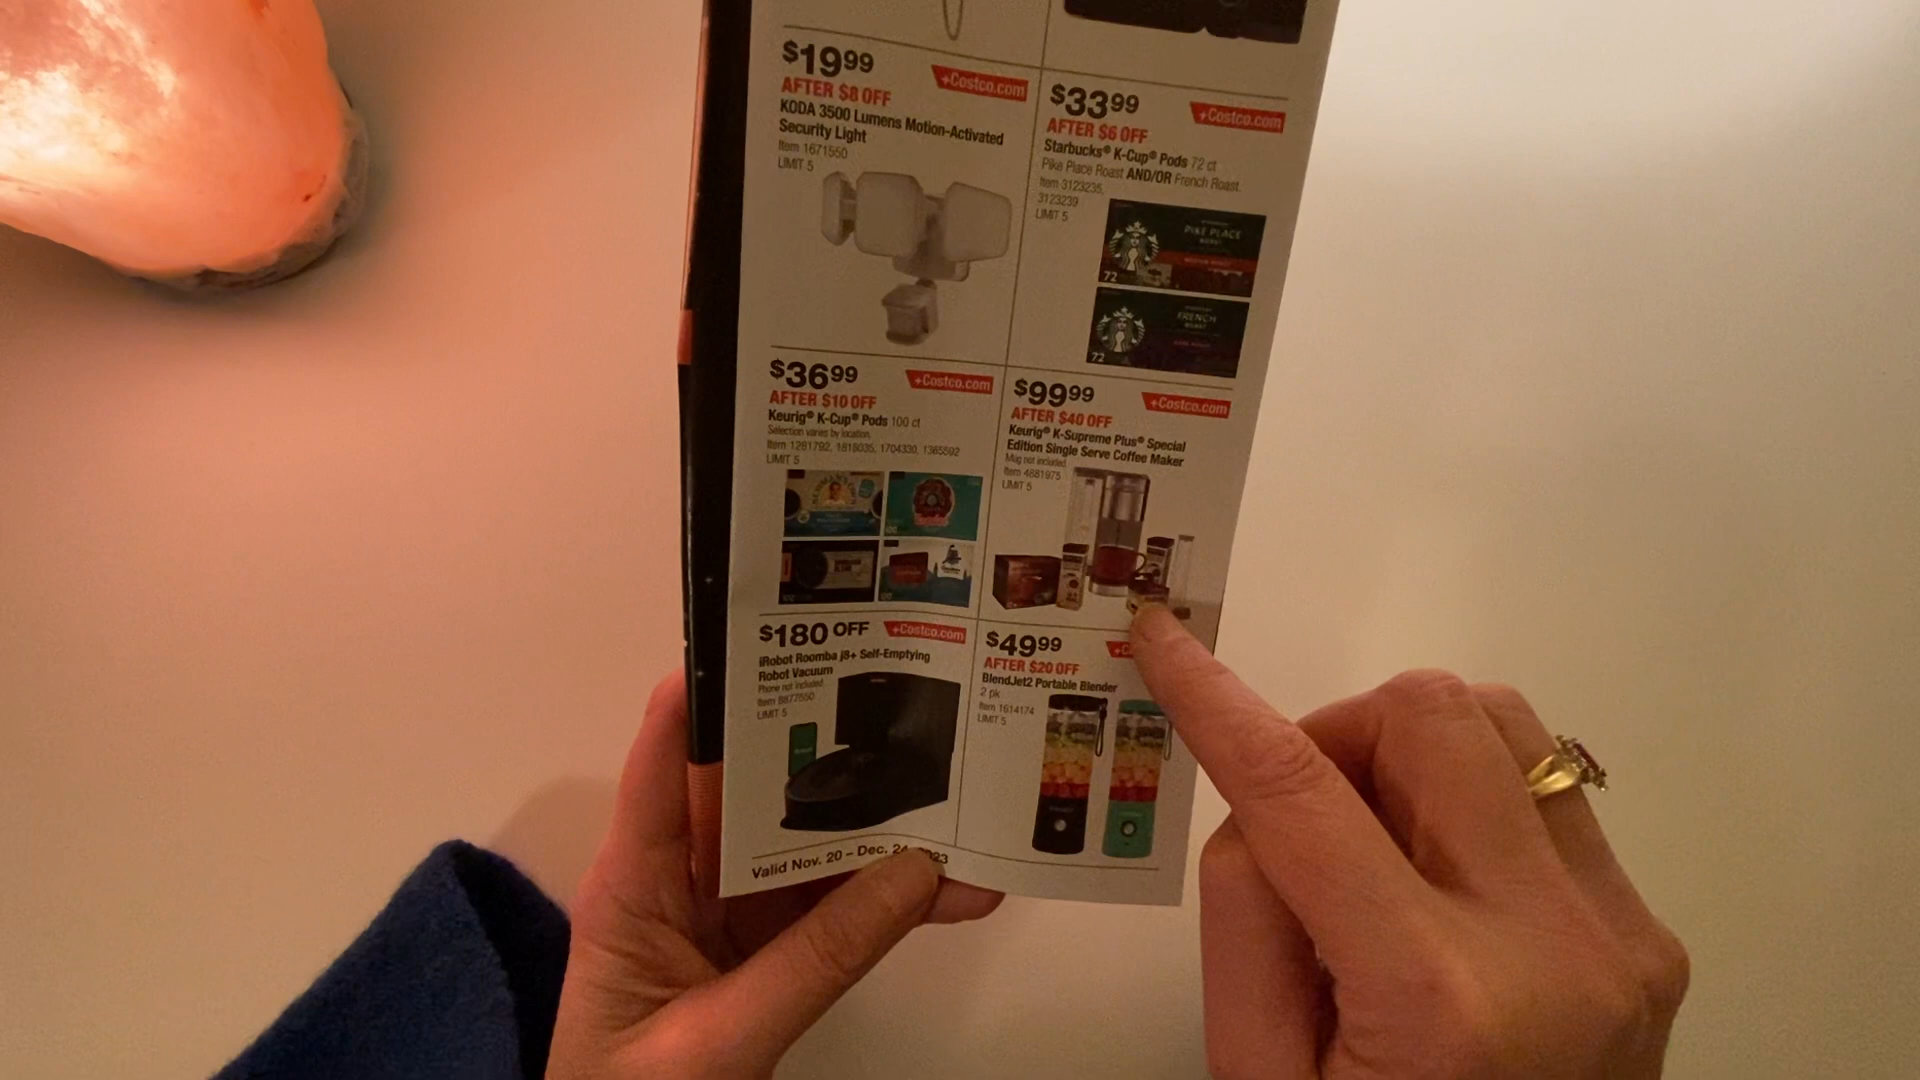 $19.99
+Costco.com
AFTER $8 OFF
KODA 3500 Lumens Motion-Activated
Security Light
Item 1671550
LIMIT 5
$33.99
+Costco.com
AFTER $6 OFF
Starbucks® K-Cup® Pods 72 ct
Pike Place Roast AND/OR French Roast
Item 3123235,
3123239
LIMIT 5
PIKE PLACE
ROAST
72
FRENCH
ROAST
DARK ROAST
72
$36.99
+Costco.com
AFTER $10 OFF
Keurig® K-Cup® Pods 100 ct
Selection varies by location.
LIMIT 5
$99.99
+Costco.com
AFTER $40 OFF
Keurig® K-Supreme Plus® Special
Edition Single Serve Coffee Maker
Mug not included
Item 4881975
LIMIT 5
$180 OFF
+Costco.com
iRobot Roomba j8+ Self-Emptying
Robot Vacuum
Phone not included
LIMIT 5
$49.99
AFTER $20 OFF
BlendJet2 Portable Blender
2 pk
Item 1614174
LIMIT 5
Valid Nov. 20 – Dec. 24